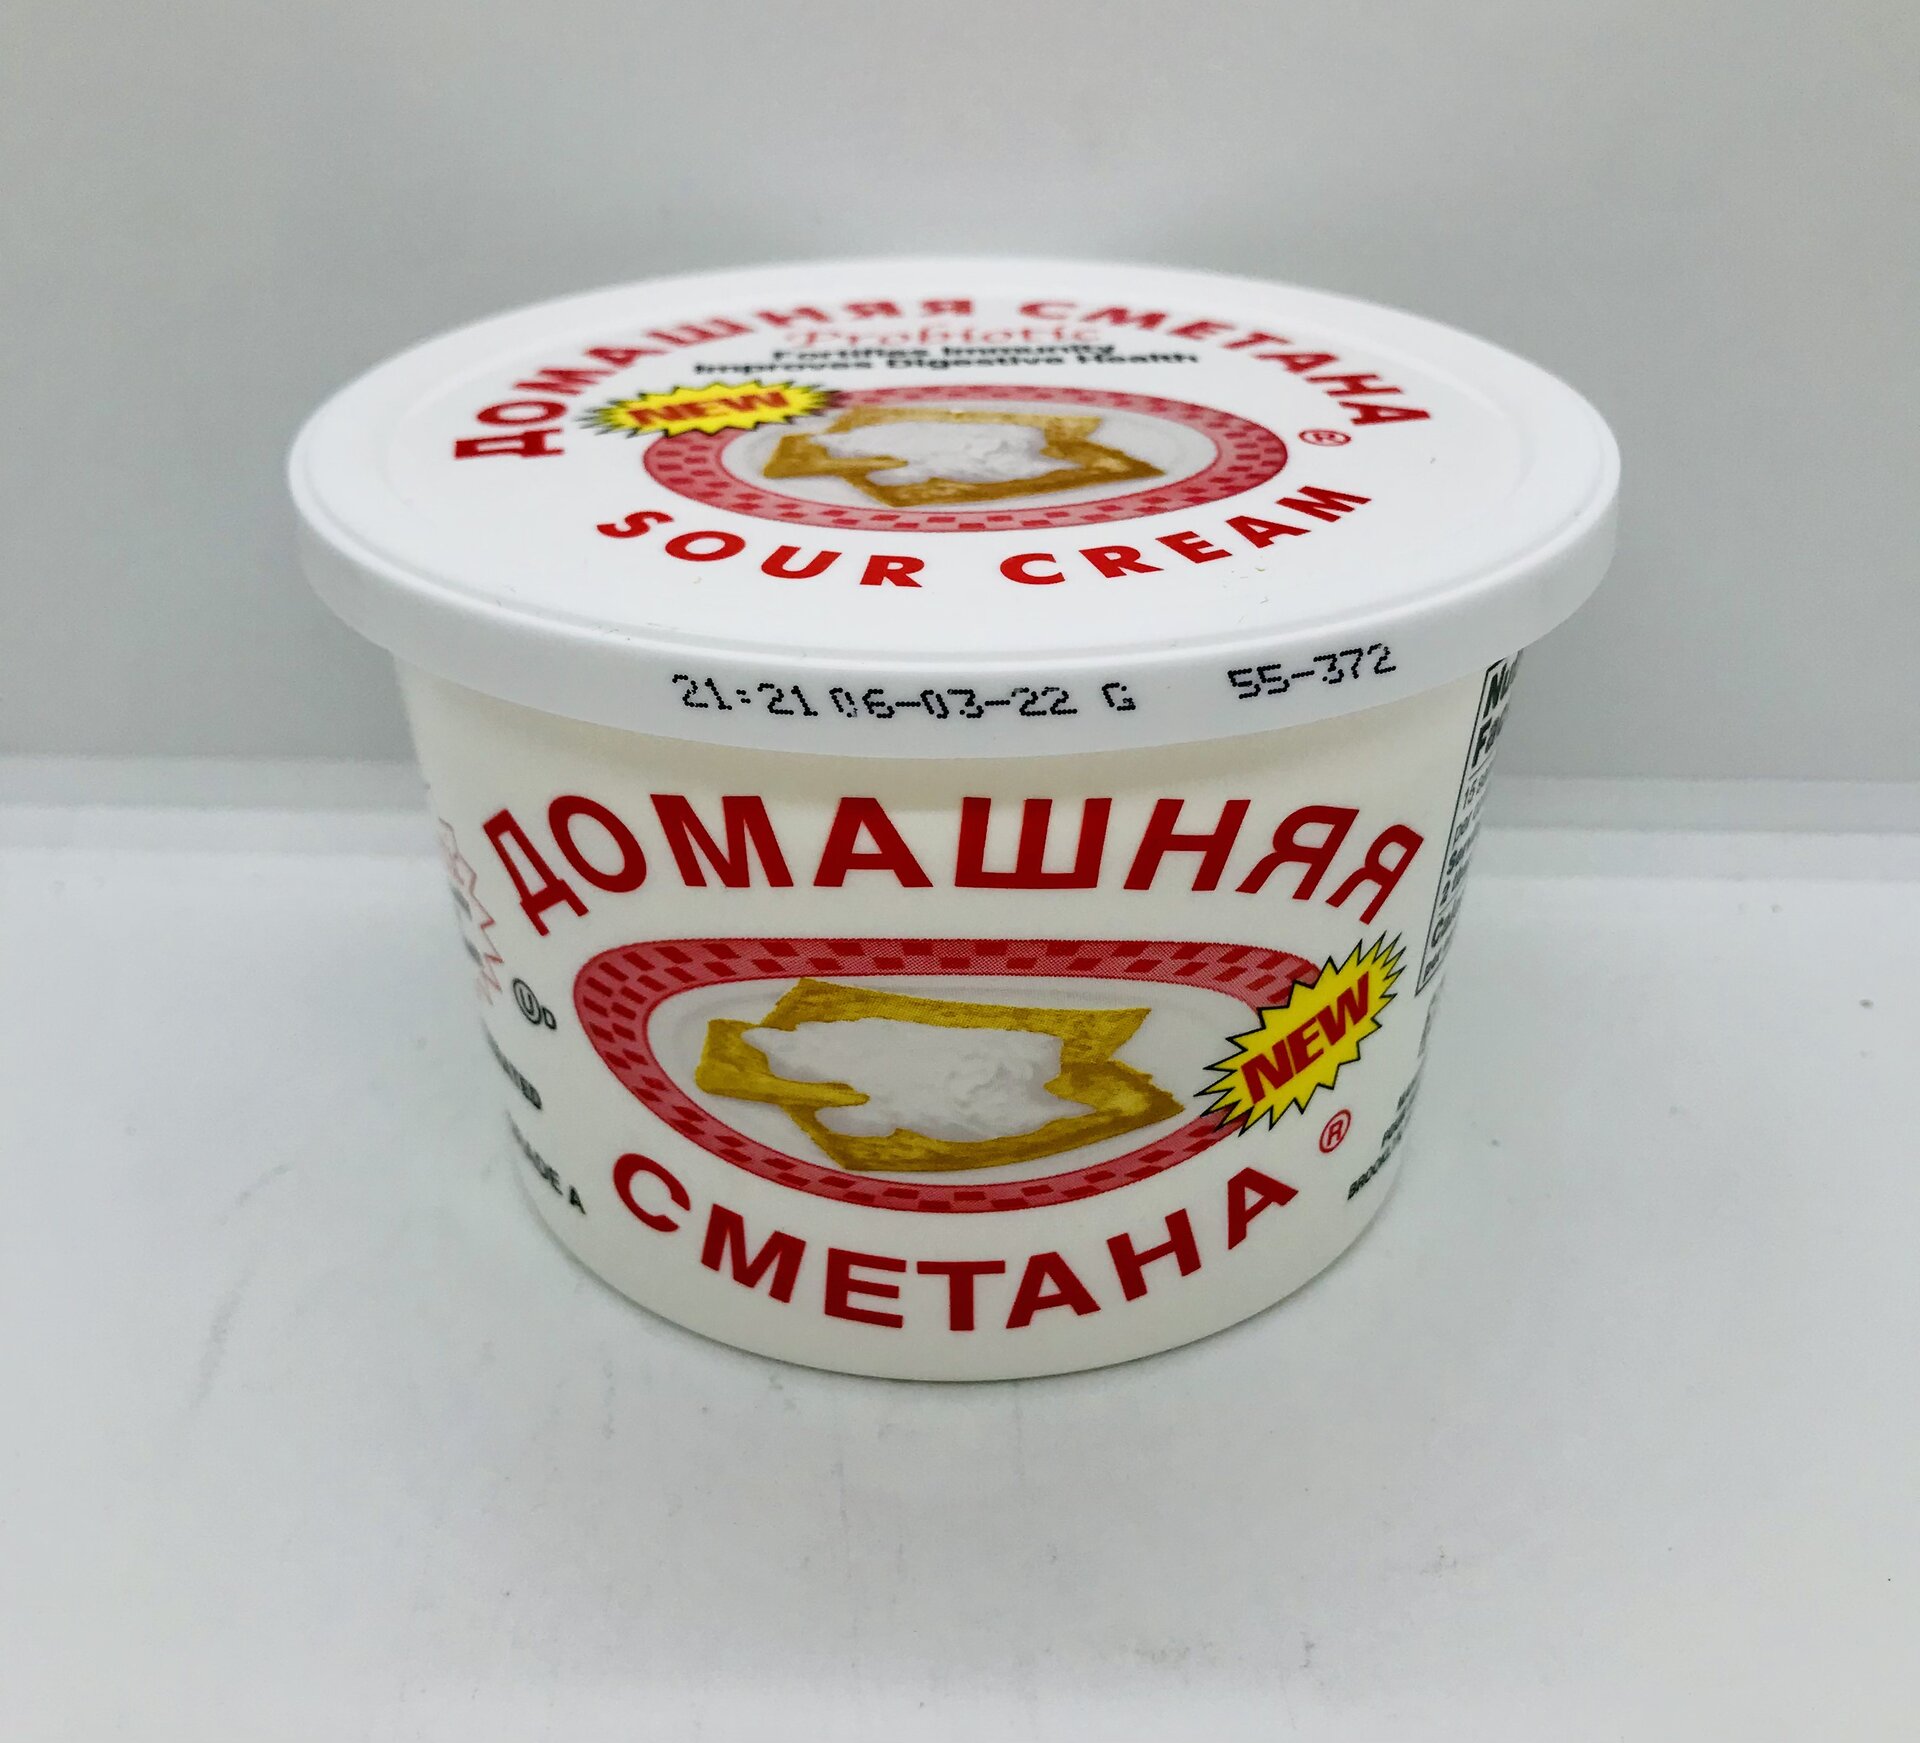 ДОМАШНЯЯ СМЕТАНА
Probiotic
Fortifies Immunity
Improves Digestive Health
NEW
®
SOUR CREAM
21:21 06-03-22 G 55-372
ДОМАШНЯЯ
NEW
®
СМЕТАНА
U D